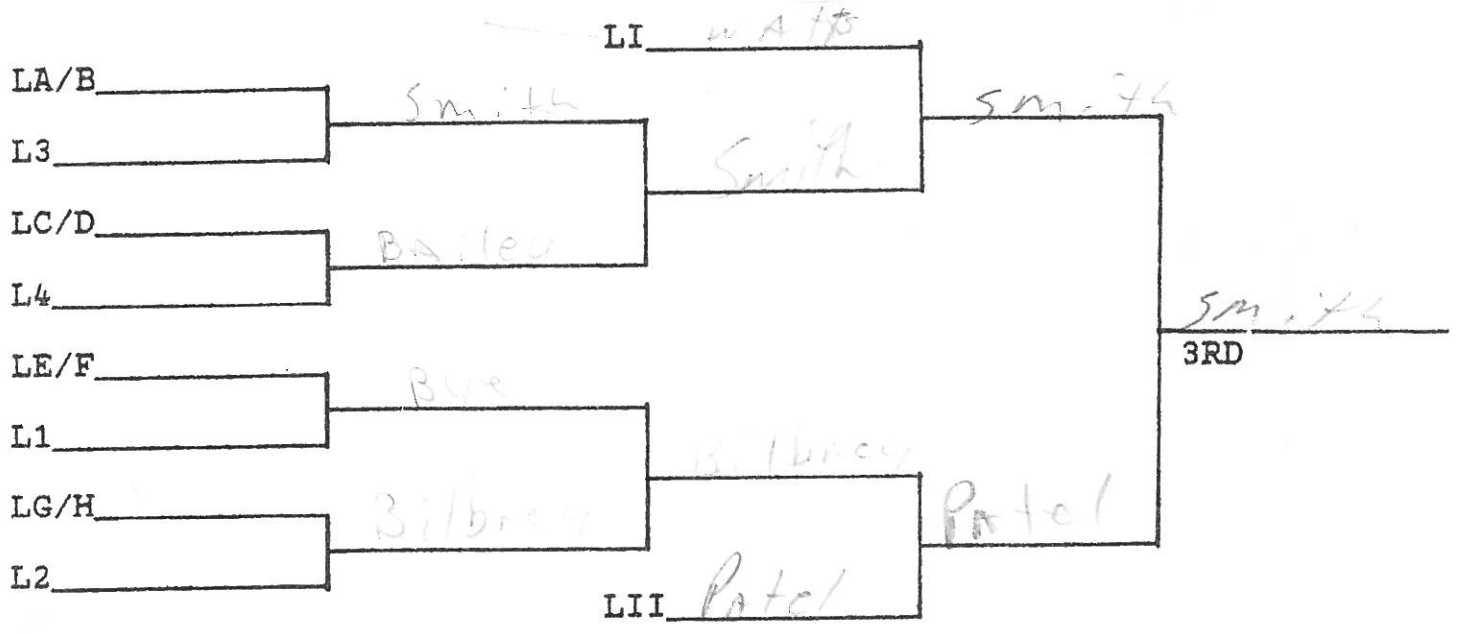 LI
LA/B
Smith
Smith
L3
Smith
LC/D
Bailey
L4
Smith
3RD
LE/F
Bye
L1
Bilbrey
LG/H
Bilbrey
Patel
L2
LII Patel